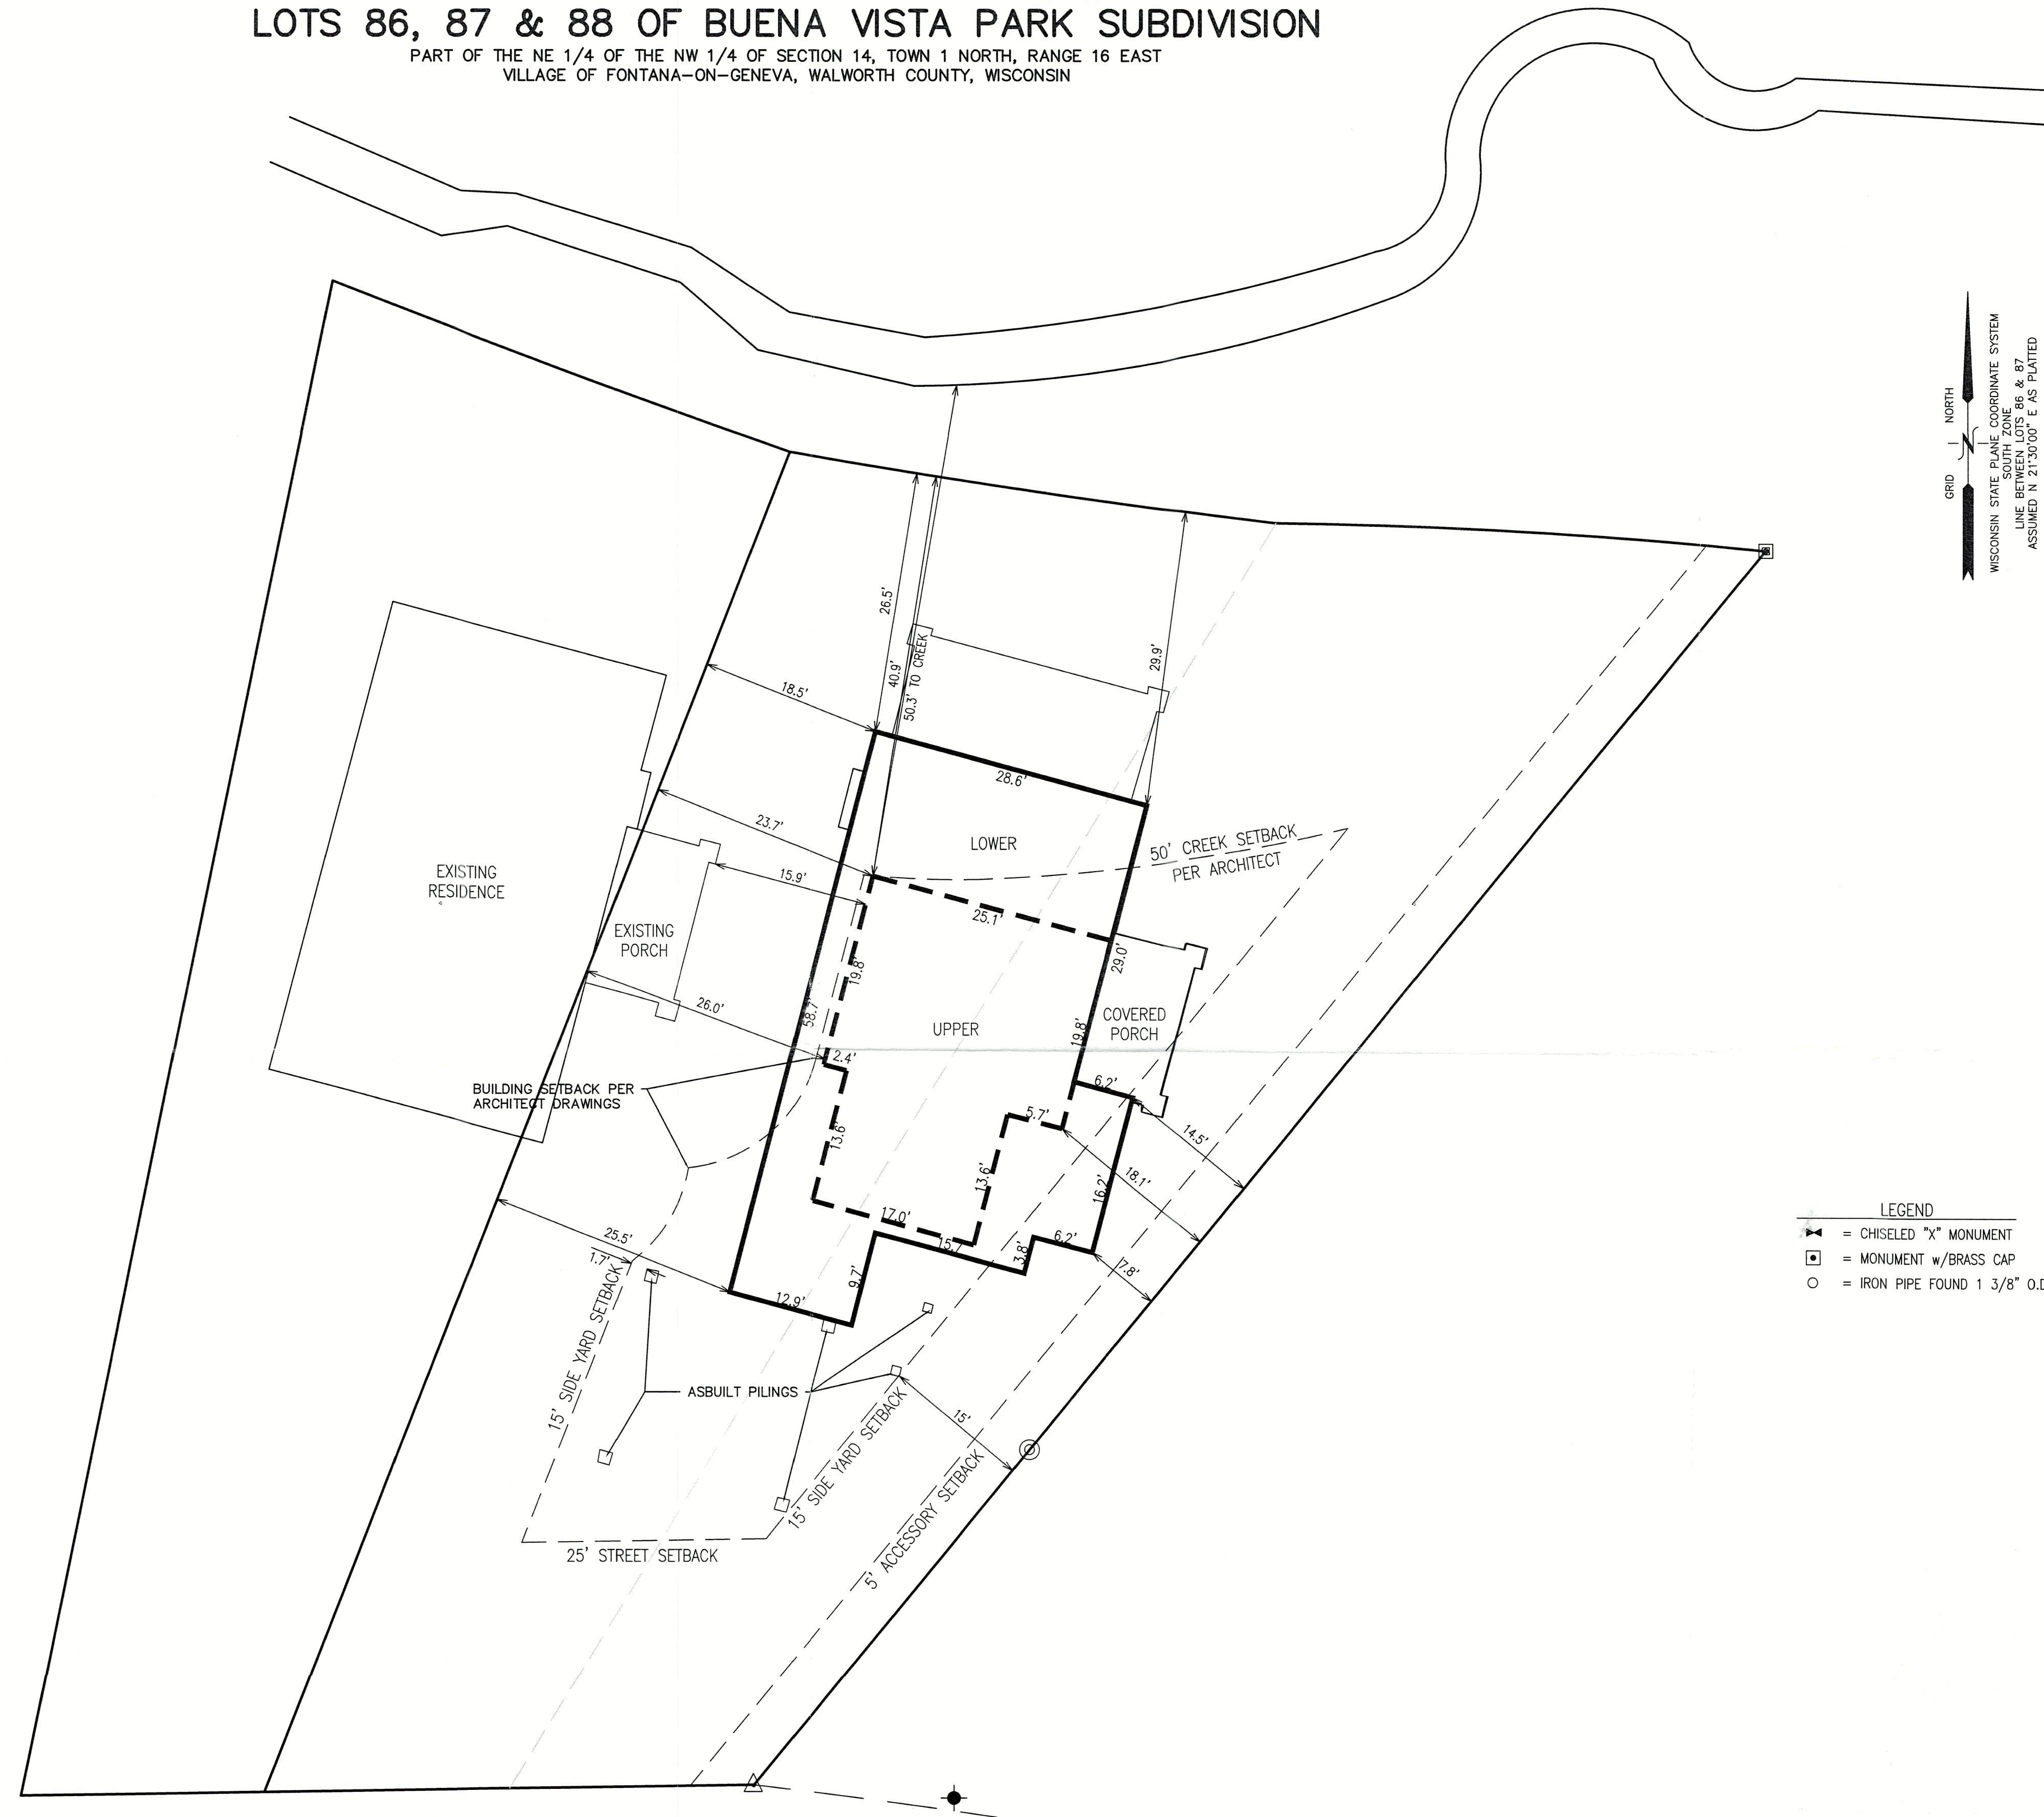 LOTS 86, 87 & 88 OF BUENA VISTA PARK SUBDIVISION
PART OF THE NE 1/4 OF THE NW 1/4 OF SECTION 14, TOWN 1 NORTH, RANGE 16 EAST
VILLAGE OF FONTANA-ON-GENEVA, WALWORTH COUNTY, WISCONSIN
GRID NORTH
WISCONSIN STATE PLANE COORDINATE SYSTEM
SOUTH ZONE
LINE BETWEEN LOTS 86 & 87
ASSUMED N 21°30'00" E AS PLATTED
26.5'
40.9'
50.3' TO CREEK
29.9'
18.5'
28.6'
23.7'
LOWER
50' CREEK SETBACK
PER ARCHITECT
15.9'
EXISTING
RESIDENCE
25.1'
EXISTING
PORCH
29.0'
19.8'
26.0'
58.7'
UPPER
COVERED
PORCH
19.8'
2.4'
6.2'
BUILDING SETBACK PER
ARCHITECT DRAWINGS
5.7'
13.6'
14.5'
13.6'
18.1'
16.2'
17.0'
15.7'
25.5'
1.7'
3.8'
6.2'
7.8'
9.7'
12.9'
LEGEND
= CHISELED "X" MONUMENT
= MONUMENT w/BRASS CAP
= IRON PIPE FOUND 1 3/8" O.D
15' SIDE YARD SETBACK
ASBUILT PILINGS
15'
15' SIDE YARD SETBACK
5' ACCESSORY SETBACK
25' STREET SETBACK